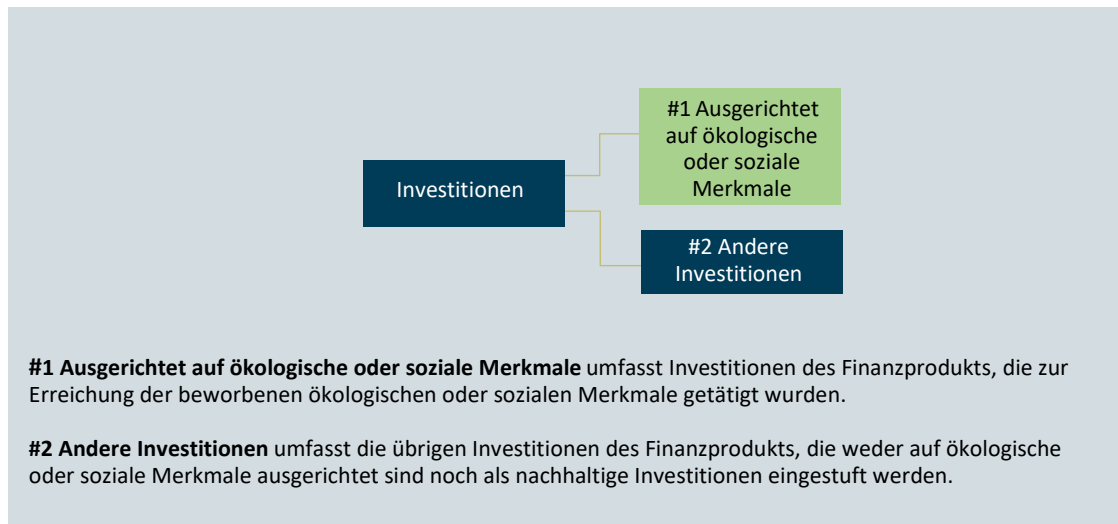 #1 Ausgerichtet
auf ökologische
oder soziale
Merkmale
Investitionen
#2 Andere
Investitionen
#1 Ausgerichtet auf ökologische oder soziale Merkmale umfasst Investitionen des Finanzprodukts, die zur
Erreichung der beworbenen ökologischen oder sozialen Merkmale getätigt wurden.
#2 Andere Investitionen umfasst die übrigen Investitionen des Finanzprodukts, die weder auf ökologische
oder soziale Merkmale ausgerichtet sind noch als nachhaltige Investitionen eingestuft werden.